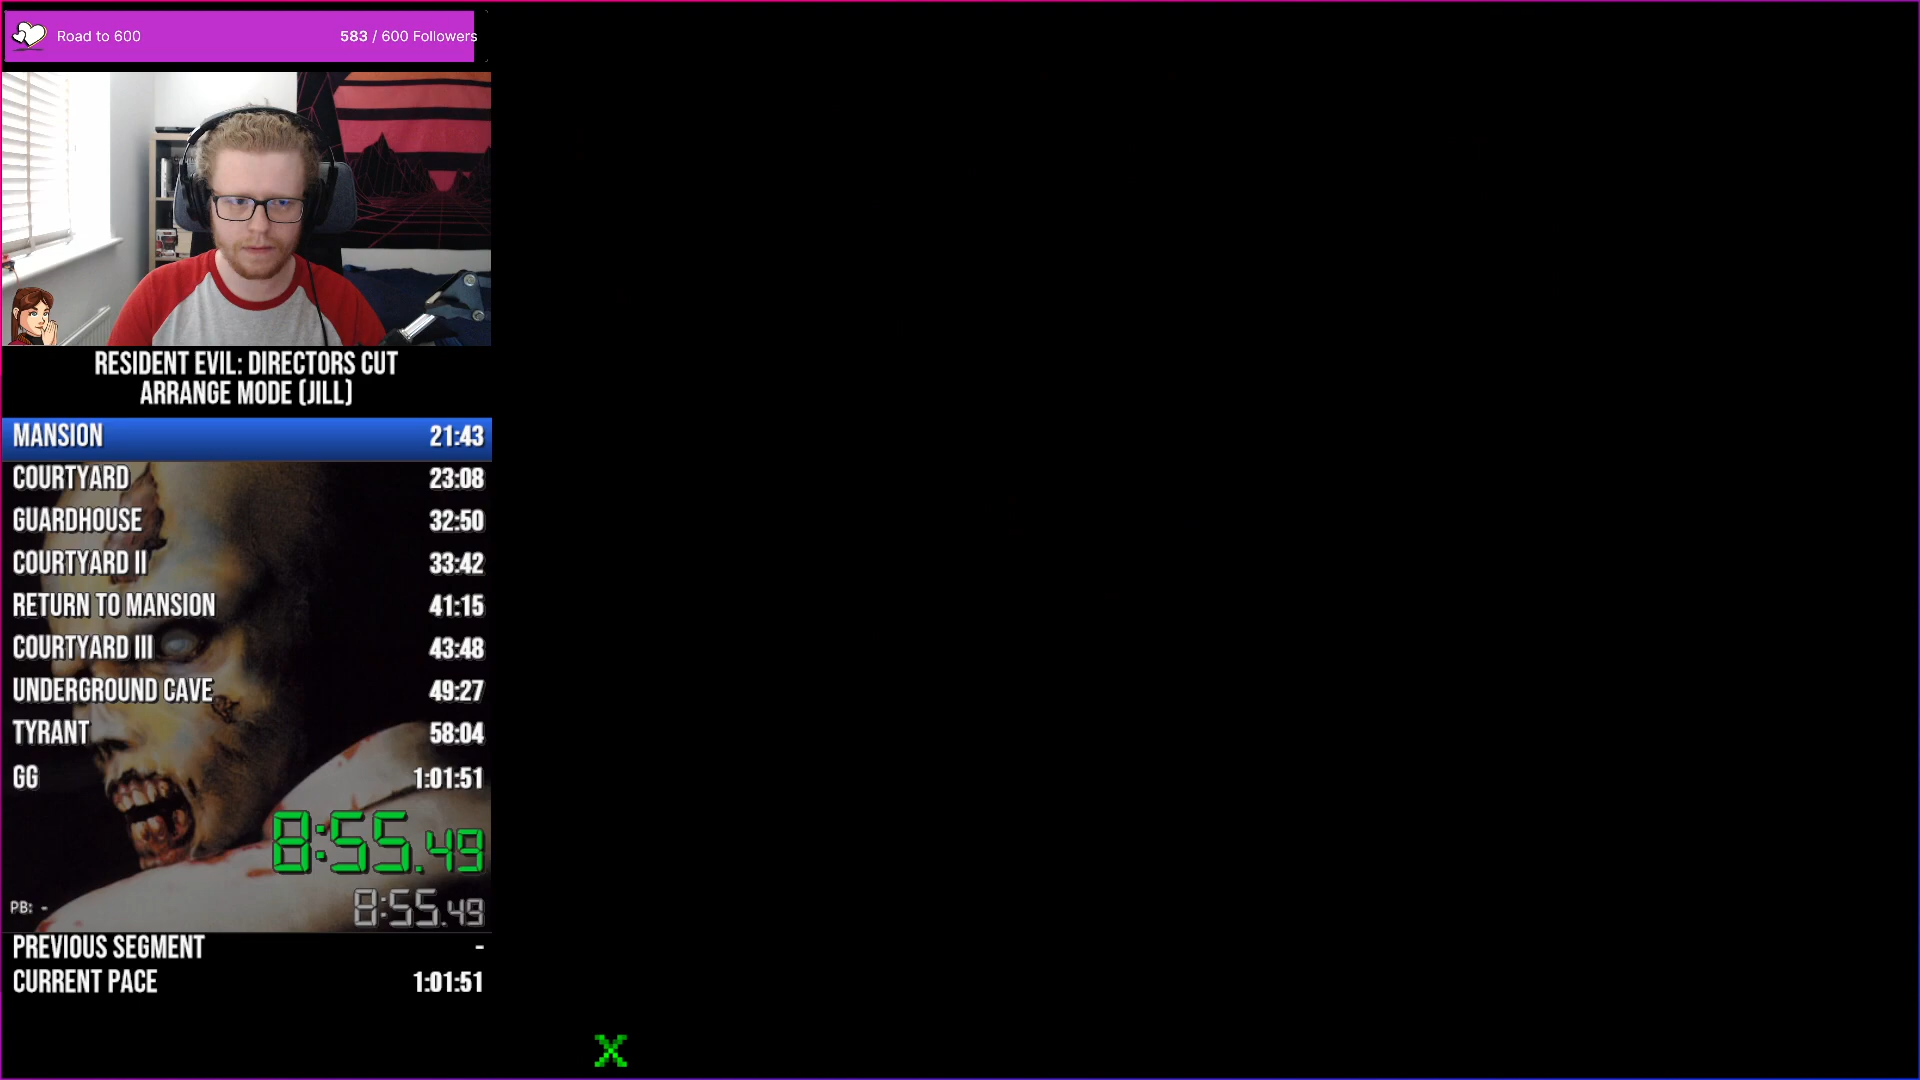 Road to 600 583 / 600 Followers
RESIDENT EVIL: DIRECTORS CUT
ARRANGE MODE (JILL)
MANSION 21:43
COURTYARD 23:08
GUARDHOUSE 32:50
COURTYARD II 33:42
RETURN TO MANSION 41:15
COURTYARD III 43:48
UNDERGROUND CAVE 49:27
TYRANT 58:04
GG 1:01:51
8:55.49
PB: - 8:55.49
PREVIOUS SEGMENT -
CURRENT PACE 1:01:51
X